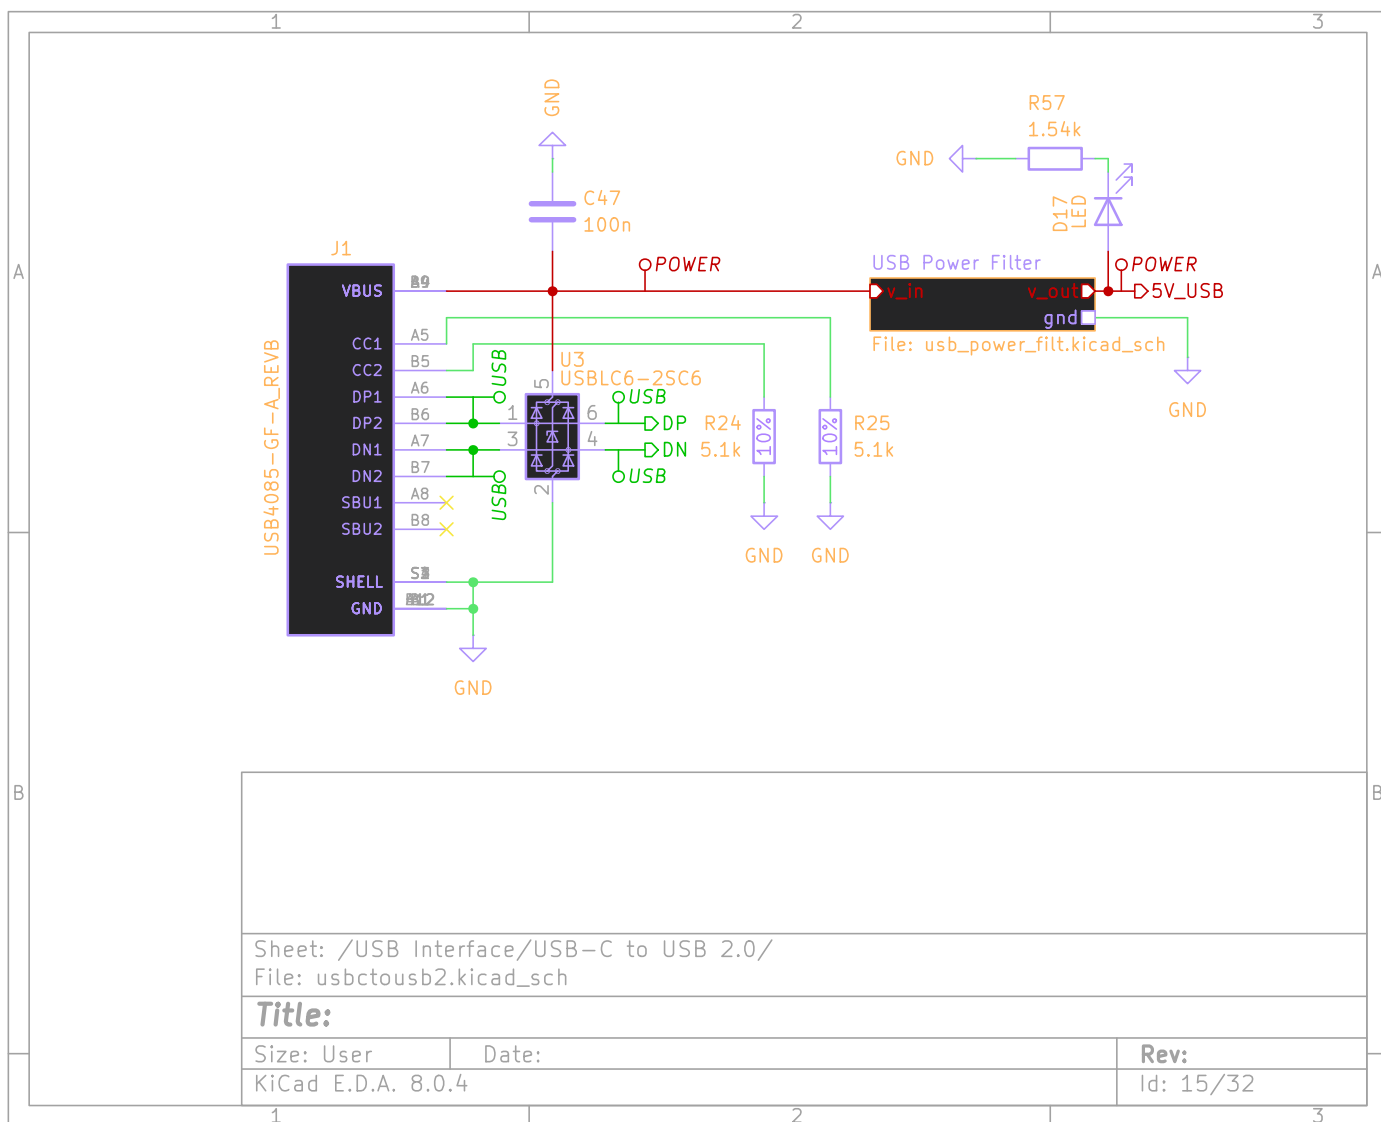 1 2 3
A A
GND
R57
1.54k
GND
C47
100n
D17
LED
J1
POWER
USB Power Filter
POWER
VBUS
v_in
v_out
5V_USB
gnd
File: usb_power_filt.kicad_sch
CC1 A5
CC2 B5
DP1 A6
DP2 B6
DN1 A7
DN2 B7
SBU1 A8
SBU2 B8
SHELL
GND
USB4085-GF-A_REVB
USB
USB
U3
USBLC6-2SC6
5
1 6
3 4
2
USB
DP
DN
USB
R24
5.1k
10%
10%
R25
5.1k
GND
GND
GND
GND
B B
Sheet: /USB Interface/USB-C to USB 2.0/
File: usbctousb2.kicad_sch
Title:
Size: User Date: Rev:
KiCad E.D.A. 8.0.4 Id: 15/32
1 2 3